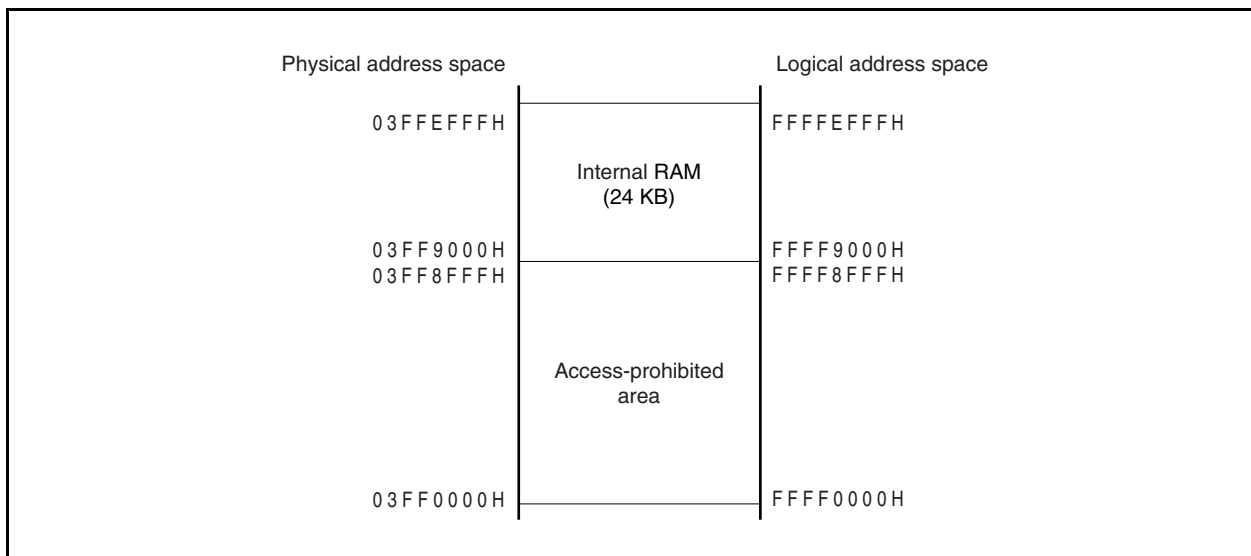 Physical address space
Logical address space
03FFEFFFH
FFFFEFFFH
Internal RAM
(24 KB)
03FF9000H
FFFF9000H
03FF8FFFH
FFFF8FFFH
Access-prohibited
area
03FF0000H
FFFF0000H